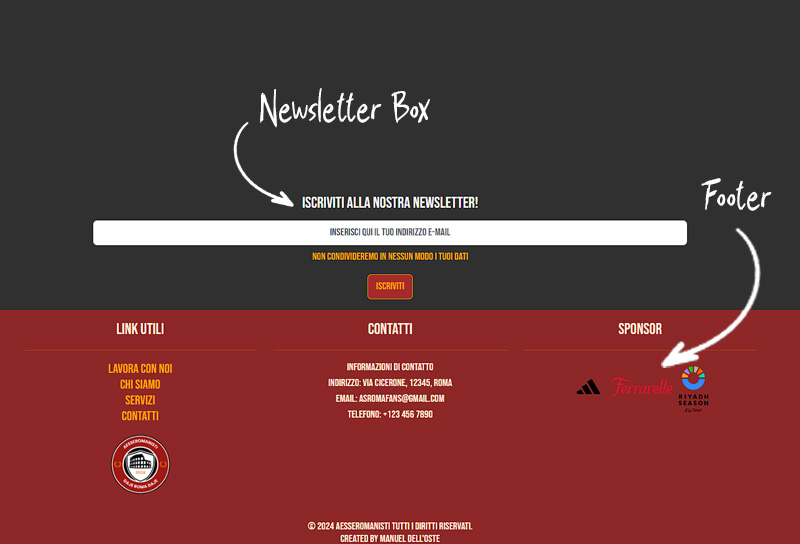 Newsletter Box
ISCRIVITI ALLA NOSTRA NEWSLETTER!
Footer
INSERISCI QUI IL TUO INDIRIZZO E-MAIL
NON CONDIVIDEREMO IN NESSUN MODO I TUOI DATI
ISCRIVITI
LINK UTILI
LAVORA CON NOI
CHI SIAMO
SERVIZI
CONTATTI
AESSEROMANISTI
DAJE ROMA DAJE
CONTATTI
INFORMAZIONI DI CONTATTO
INDIRIZZO: VIA CICERONE, 12345, ROMA
EMAIL: ASROMAFANS@GMAIL.COM
TELEFONO: +123 456 7890
SPONSOR
Ferrarelle
RIYADH
SEASON
© 2024 AESSEROMANISTI TUTTI I DIRITTI RISERVATI.
CREATED BY MANUEL DELL'OSTE